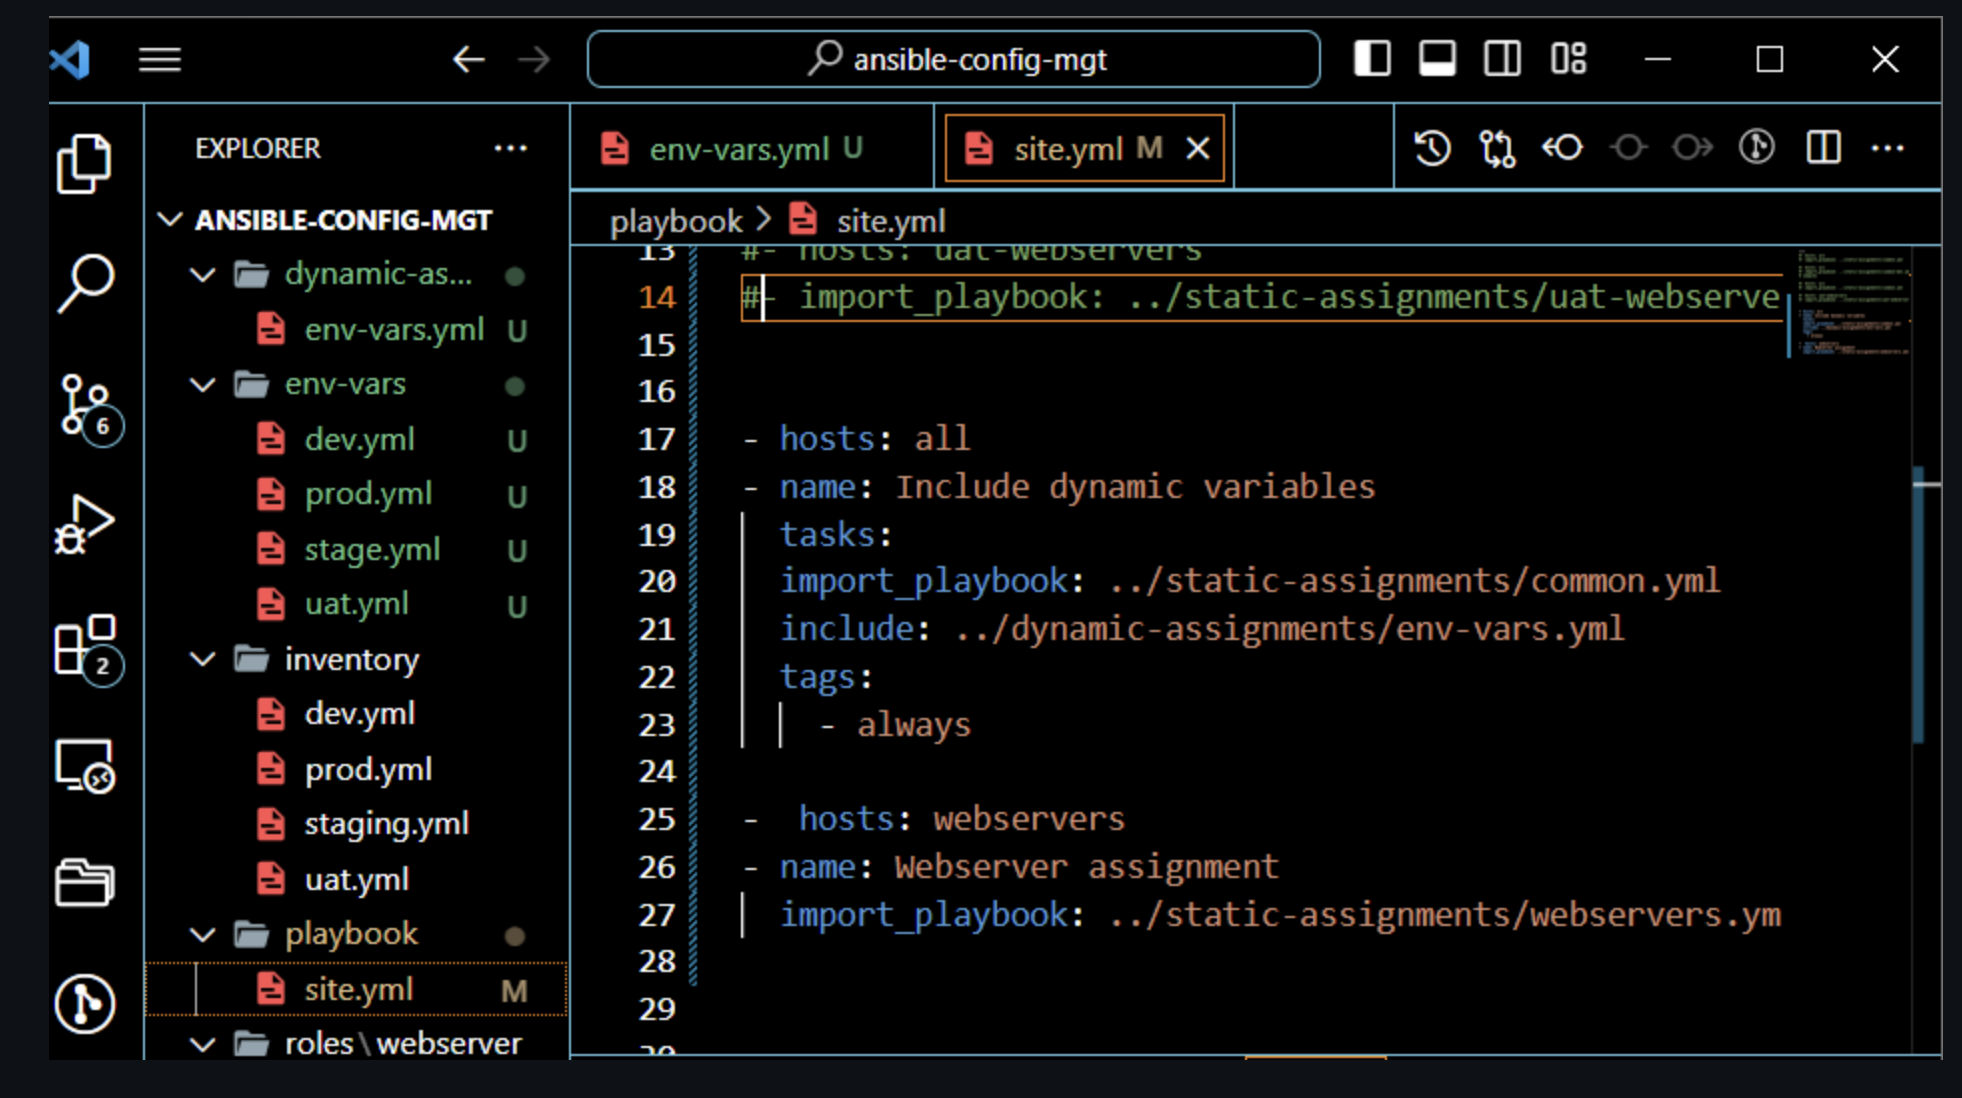 ansible-config-mgt
EXPLORER
env-vars.yml U
site.yml M
ANSIBLE-CONFIG-MGT
playbook > site.yml
dynamic-as...
env-vars.yml U
env-vars
dev.yml U
prod.yml U
stage.yml U
uat.yml U
inventory
dev.yml
prod.yml
staging.yml
uat.yml
playbook
site.yml M
roles\webserver
6
2
13 #- hosts: uat-webservers
14 #- import_playbook: ../static-assignments/uat-webserve
15
16
17 - hosts: all
18 - name: Include dynamic variables
19 tasks:
20 import_playbook: ../static-assignments/common.yml
21 include: ../dynamic-assignments/env-vars.yml
22 tags:
23 - always
24
25 -  hosts: webservers
26 - name: Webserver assignment
27 import_playbook: ../static-assignments/webservers.ym
28
29
30